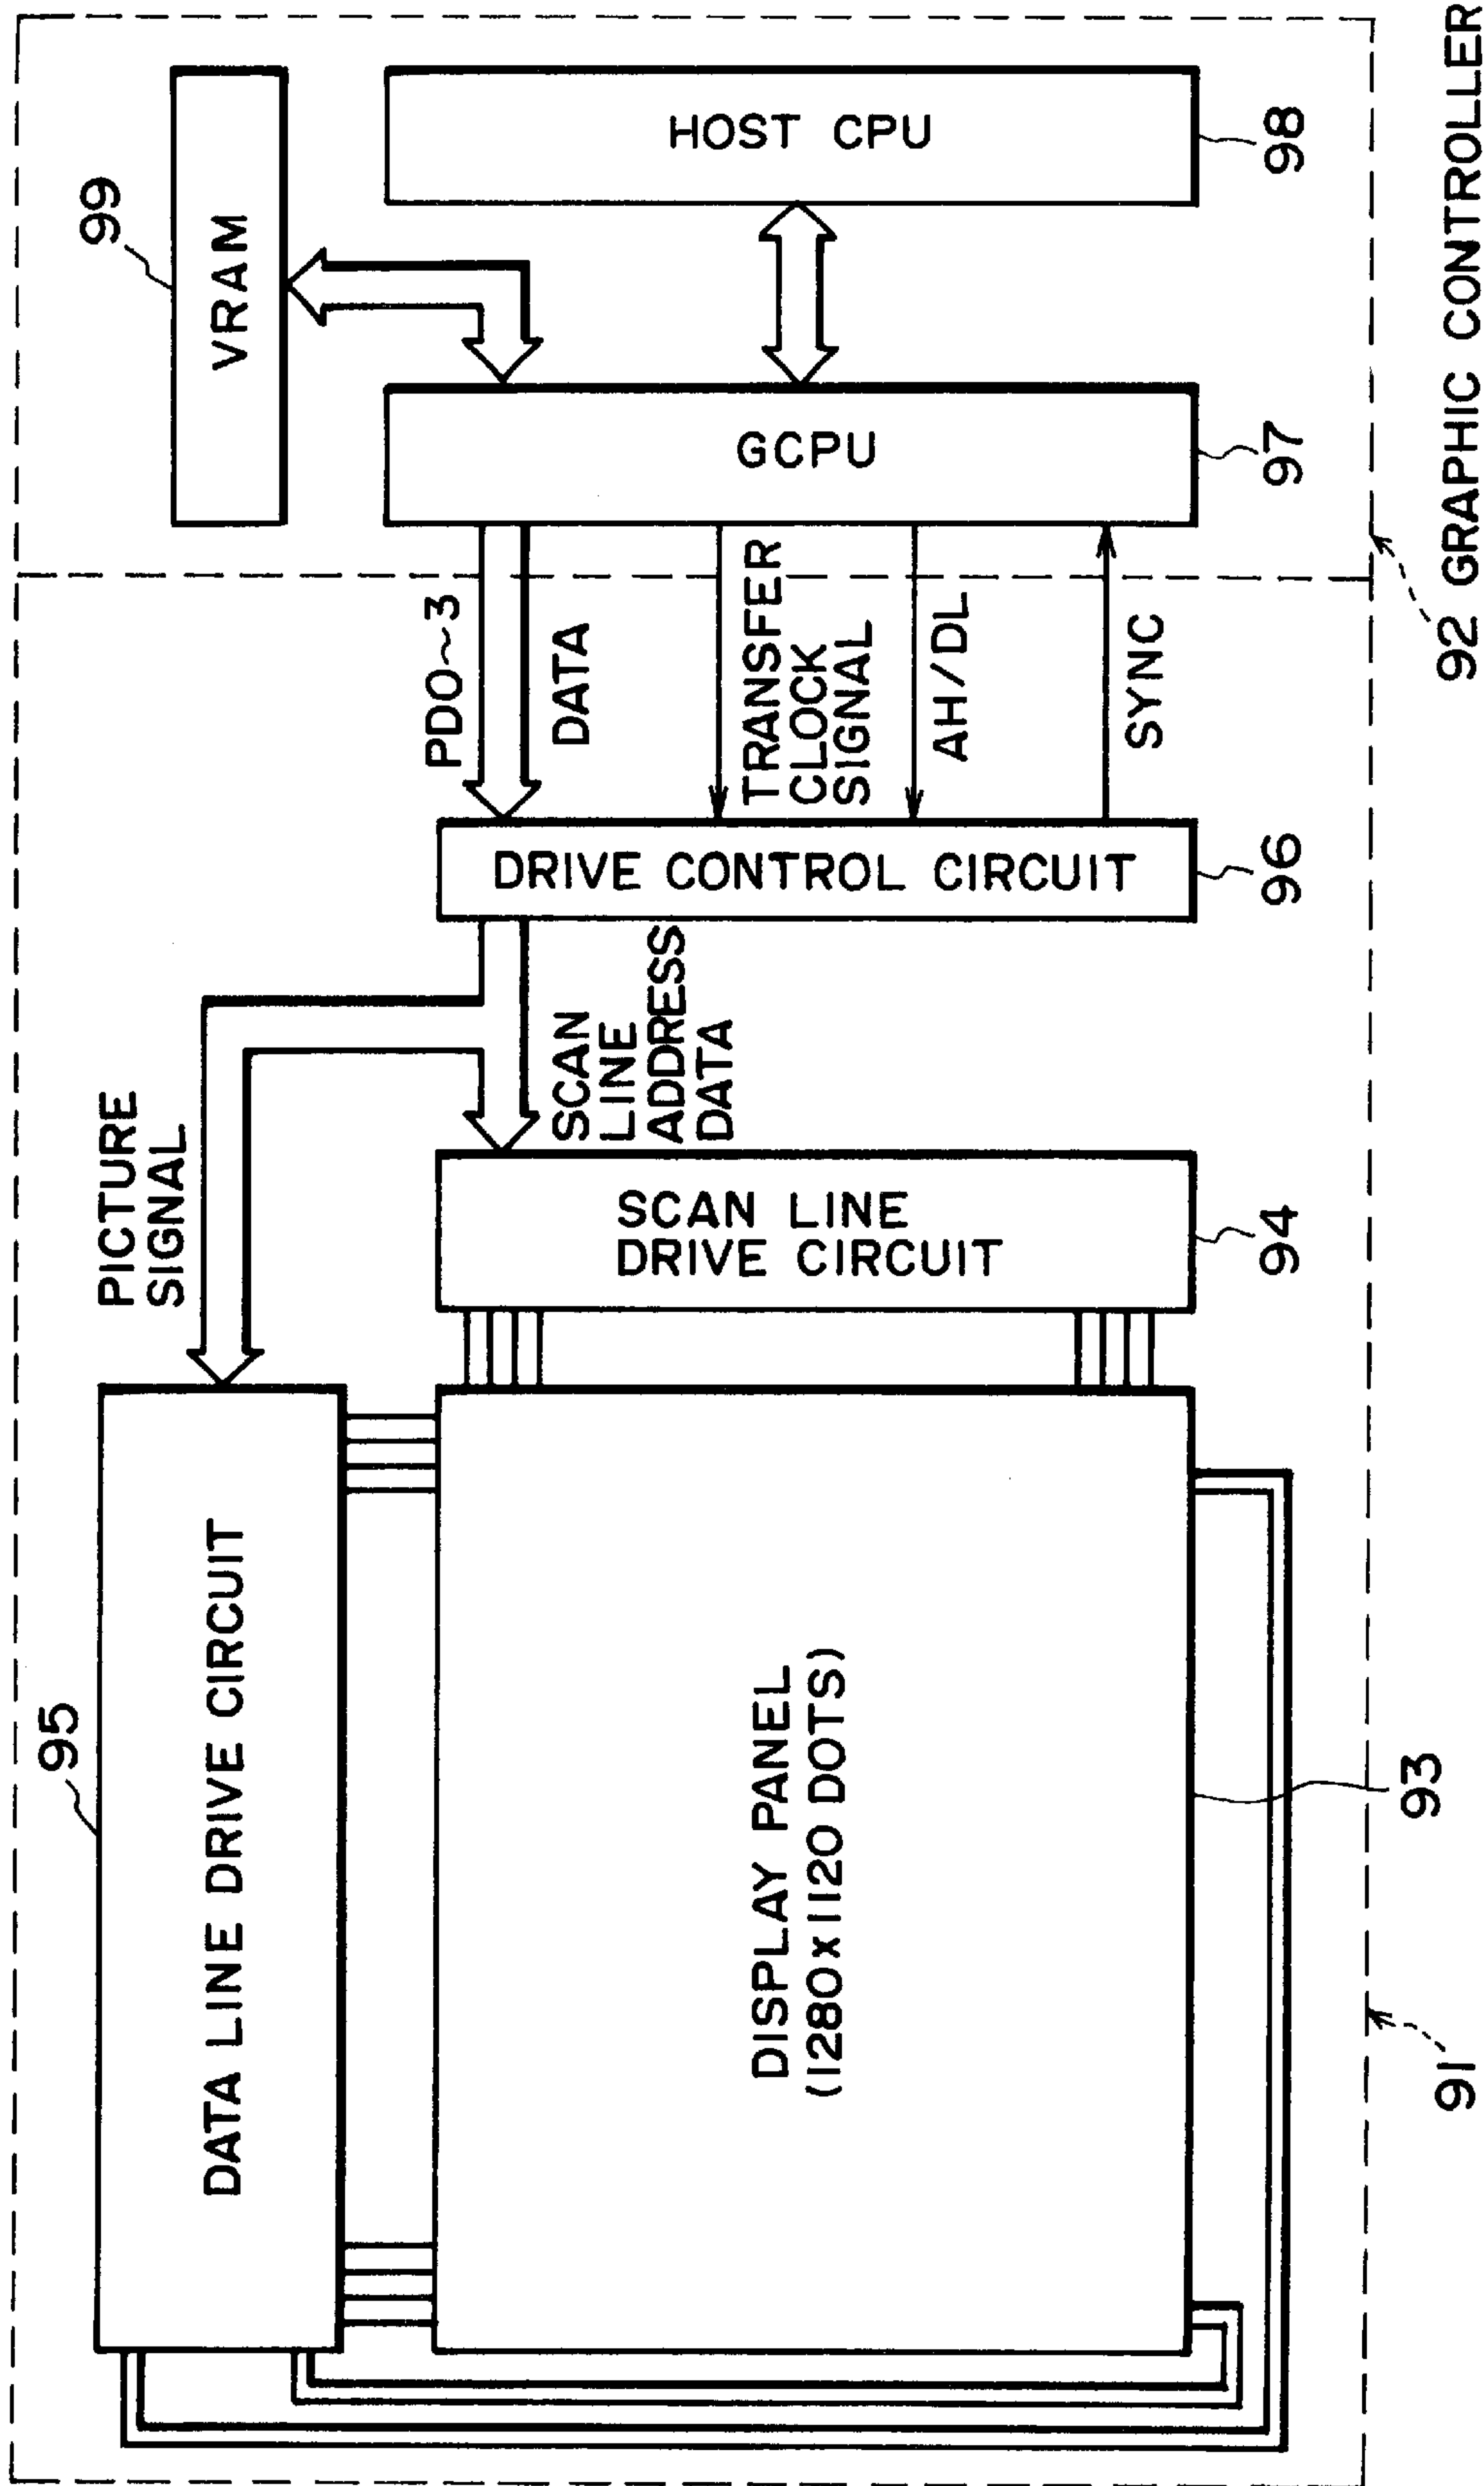 95
DATA LINE DRIVE CIRCUIT
PICTURE
SIGNAL
99
VRAM
DISPLAY PANEL
(1280x1120 DOTS)
SCAN LINE
DRIVE CIRCUIT
94
SCAN
LINE
ADDRESS
DATA
DRIVE CONTROL CIRCUIT
96
PD0~3
DATA
TRANSFER
CLOCK
SIGNAL
AH/DL
SYNC
GCPU
97
HOST CPU
98
93
91
92 GRAPHIC CONTROLLER